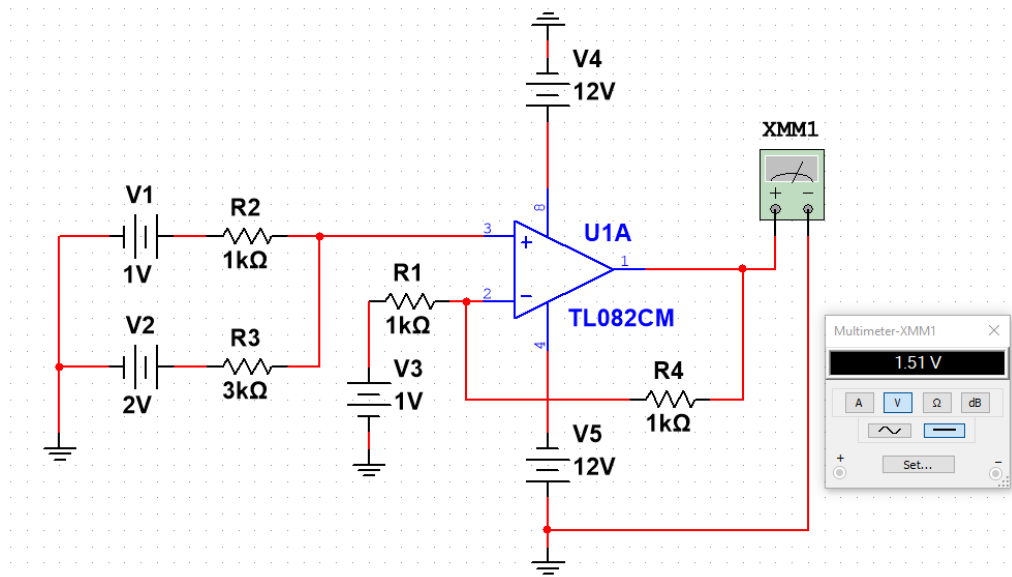 V4
12V
XMM1
+
−
V1
1V
R2
1kΩ
8
3
+
U1A
1
R1
1kΩ
2
−
TL082CM
4
V2
2V
R3
3kΩ
V3
1V
R4
1kΩ
V5
12V
Multimeter-XMM1
1.51 V
A
V
Ω
dB
+
Set...
−